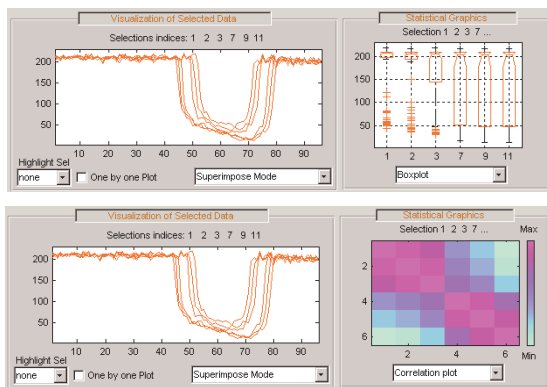 Visualization of Selected Data
Selections indices: 1 2 3 7 9 11
200
150
100
50
10 20 30 40 50 60 70 80 90
Highlight Sel
none
One by one Plot
Superimpose Mode
Statistical Graphics
Selection 1 2 3 7 ...
200
150
100
50
1 2 3 7 9 11
Boxplot
Visualization of Selected Data
Selections indices: 1 2 3 7 9 11
200
150
100
50
10 20 30 40 50 60 70 80 90
Highlight Sel
none
One by one Plot
Superimpose Mode
Statistical Graphics
Selection 1 2 3 7 ...
Max
2
4
6
2 4 6
Min
Correlation plot